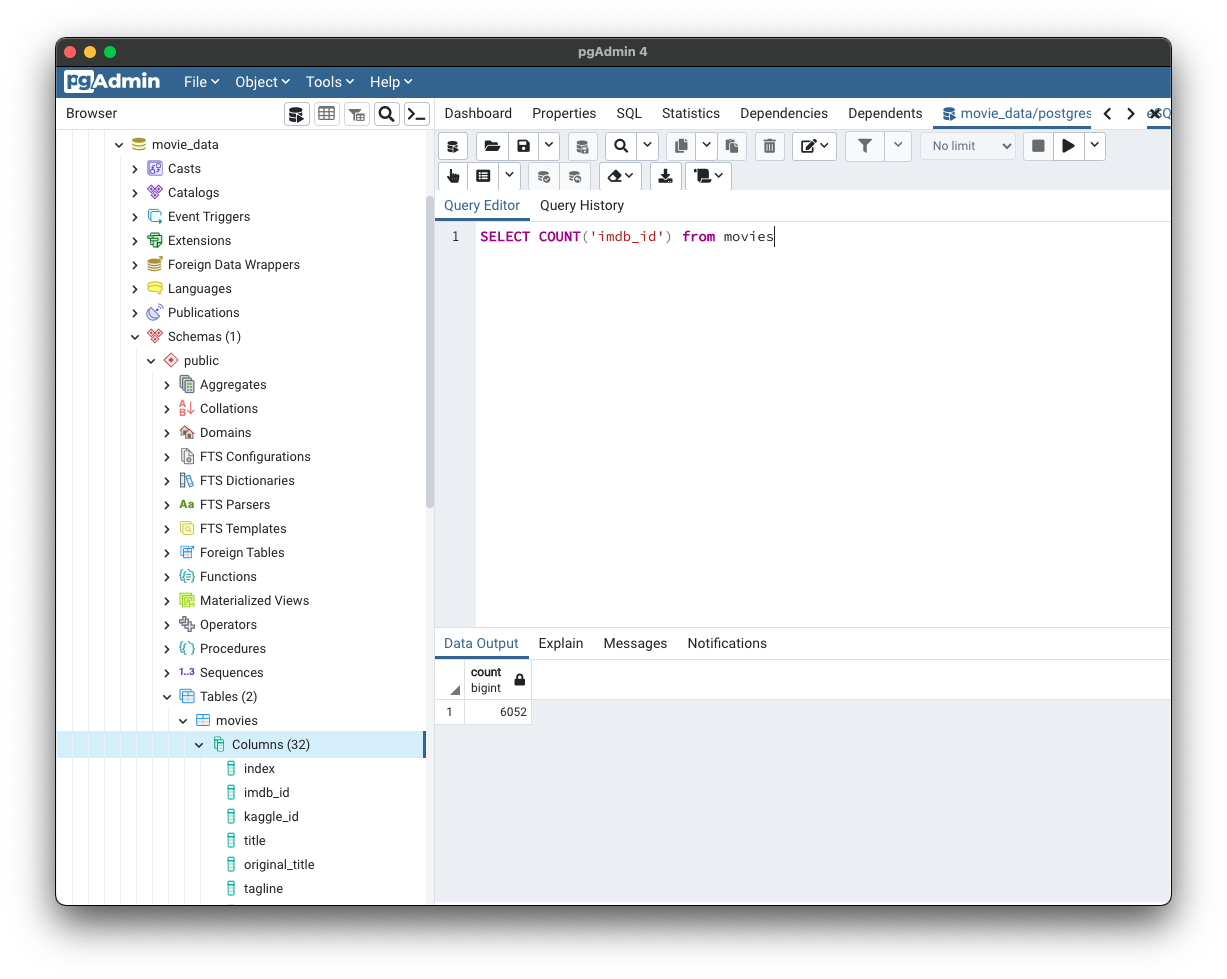 pgAdmin 4
pgAdmin File Object Tools Help
Browser
Dashboard Properties SQL Statistics Dependencies Dependents movie_data/postgres
No limit
Query Editor Query History
1 SELECT COUNT('imdb_id') from movies
movie_data
Casts
Catalogs
Event Triggers
Extensions
Foreign Data Wrappers
Languages
Publications
Schemas (1)
public
Aggregates
Collations
Domains
FTS Configurations
FTS Dictionaries
Aa FTS Parsers
FTS Templates
Foreign Tables
Functions
Materialized Views
Operators
Procedures
1..3 Sequences
Tables (2)
movies
Columns (32)
index
imdb_id
kaggle_id
title
original_title
tagline
Data Output Explain Messages Notifications
count
bigint
1 6052